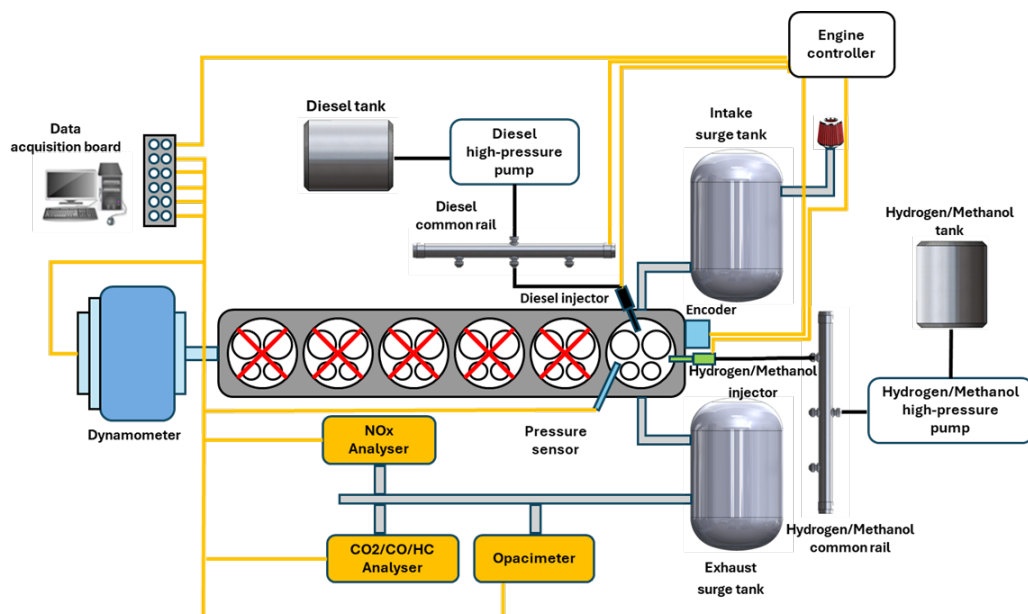 Engine
controller
Data
acquisition board
Diesel tank
Diesel
high-pressure
pump
Intake
surge tank
Diesel
common rail
Hydrogen/Methanol
tank
Diesel injector
Encoder
Hydrogen/Methanol
injector
Hydrogen/Methanol
high-pressure
pump
Dynamometer
NOx
Analyser
Pressure
sensor
CO2/CO/HC
Analyser
Opacimeter
Exhaust
surge tank
Hydrogen/Methanol
common rail